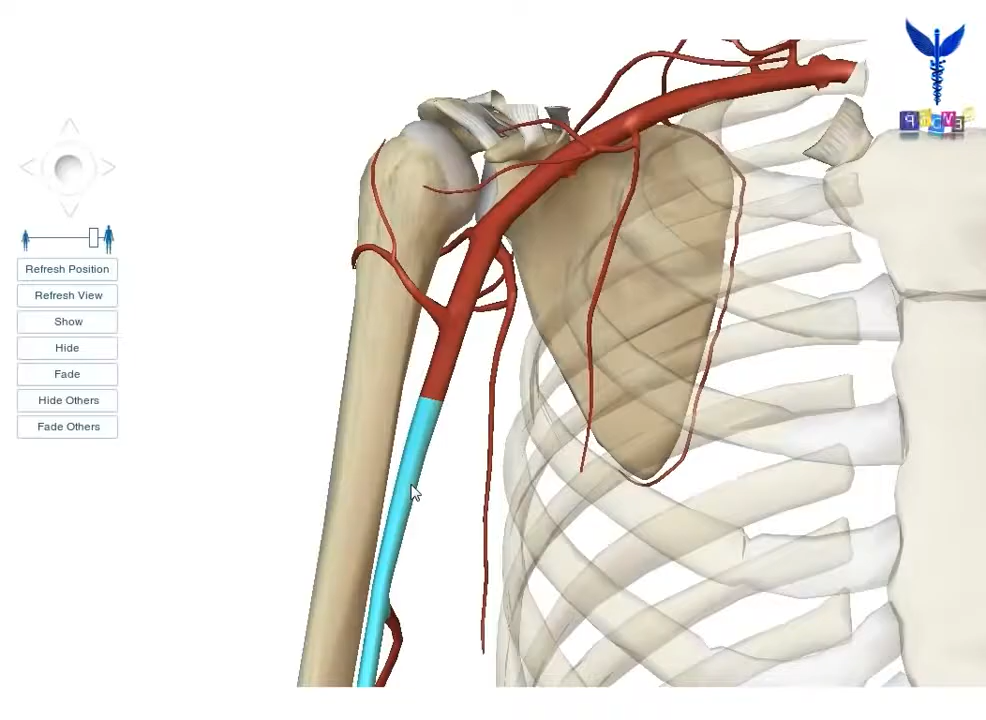 Refresh Position
Refresh View
Show
Hide
Fade
Hide Others
Fade Others